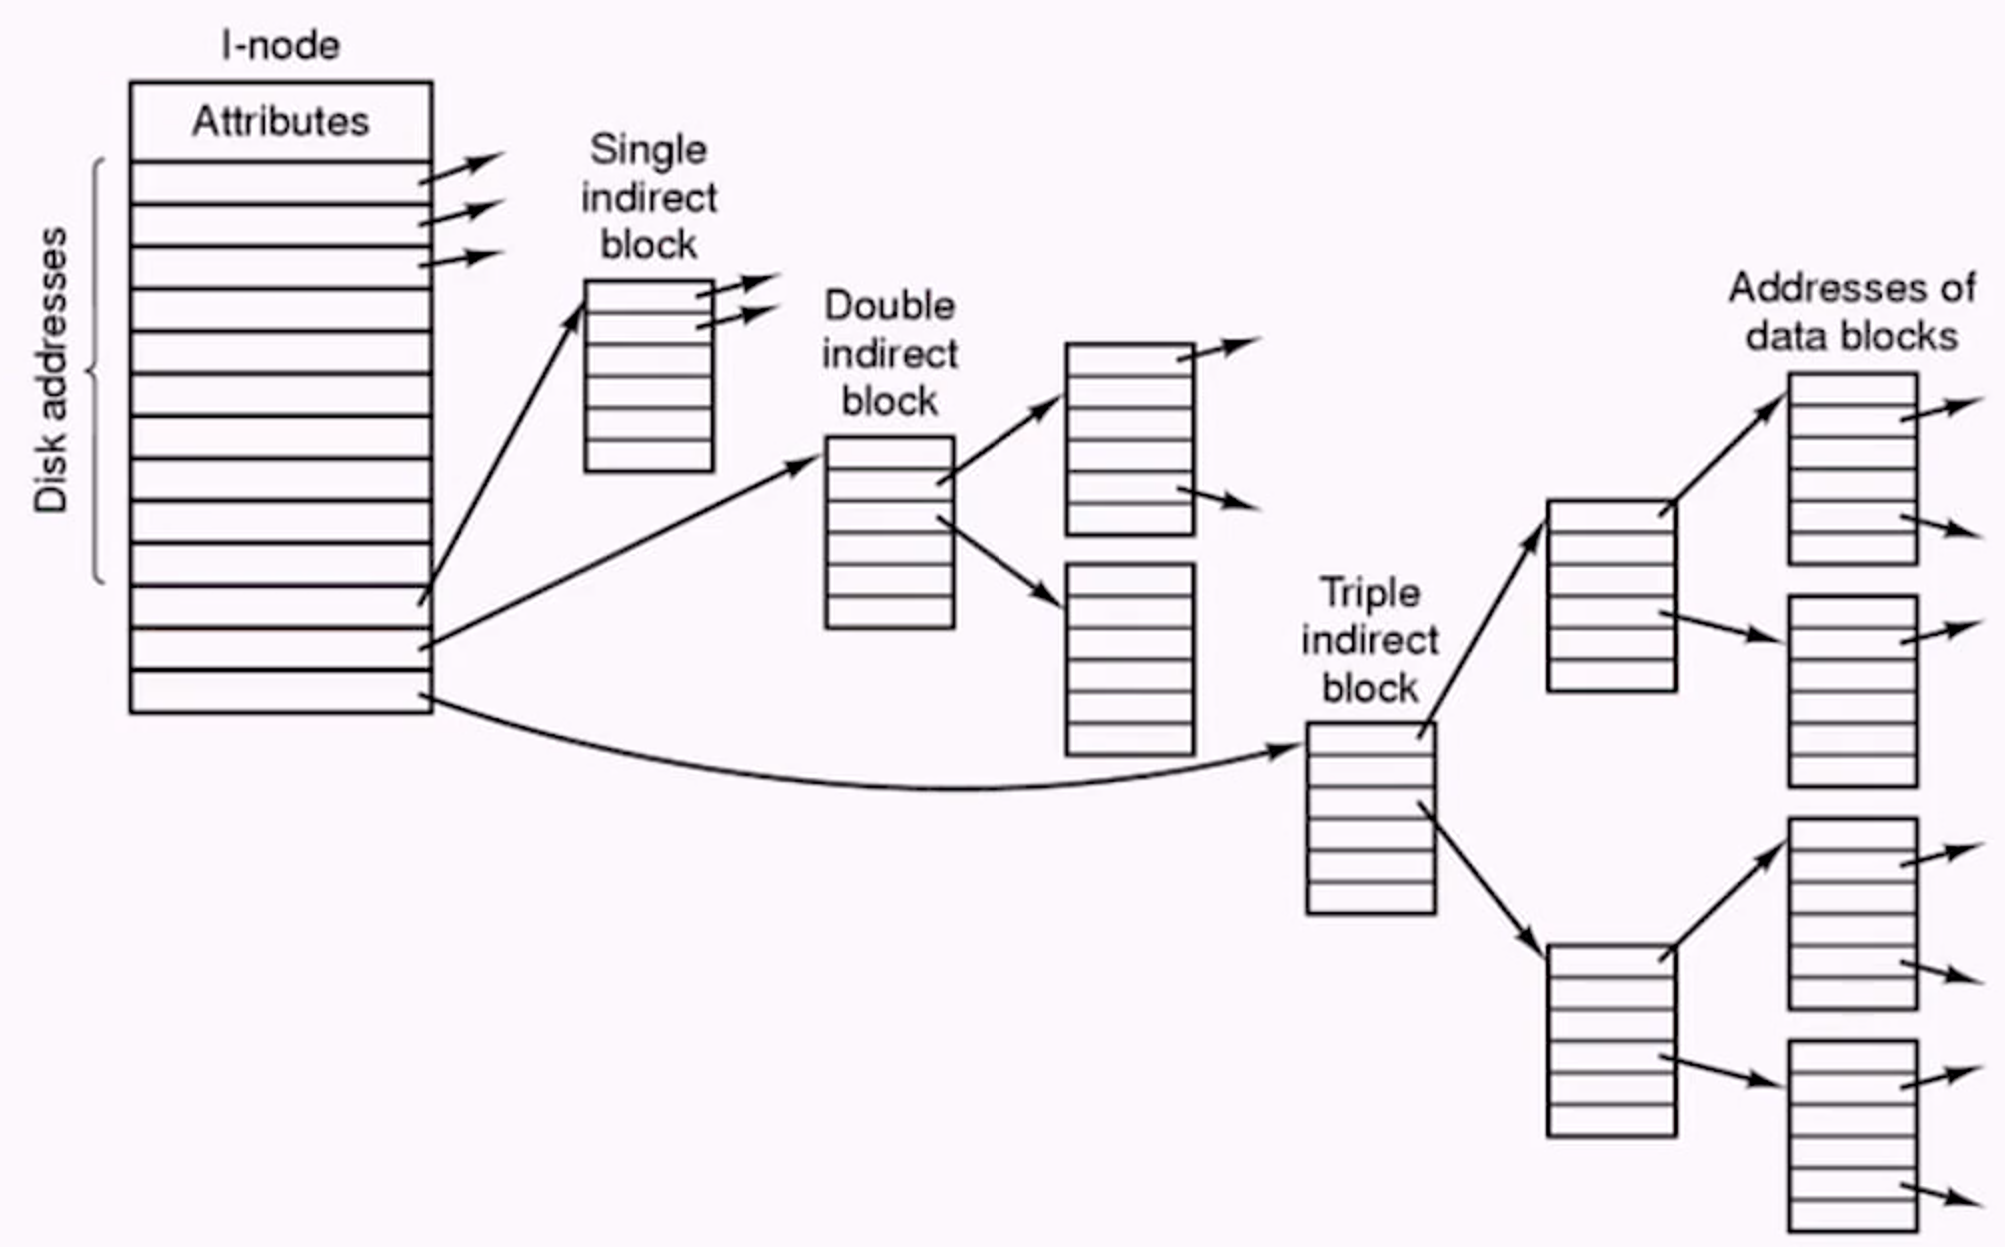 I-node
Attributes
Disk addresses
Single
indirect
block
Double
indirect
block
Triple
indirect
block
Addresses of
data blocks